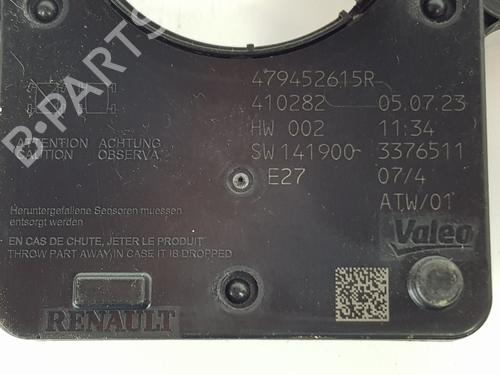 479452615R
410282 05.07.23
HW 002 11:34
SW 141900 3376511
E27 07/4
ATW/01
Valeo
ATTENTION ACHTUNG
CAUTION OBSERVA
Heruntergefallene Sensoren muessen
entsorgt werden
EN CAS DE CHUTE, JETER LE PRODUIT
THROW PART AWAY, IN CASE IT IS DROPPED
RENAULT
B-PARTS